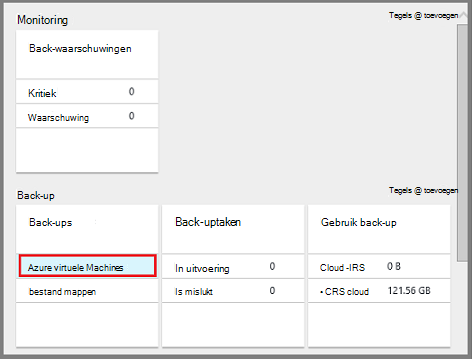 Monitoring
Tegels @ toevoegen
Back-waarschuwingen
Kritiek 0
Waarschuwing 0
Back-up
Tegels @ toevoegen
Back-ups
Azure virtuele Machines
bestand mappen
Back-uptaken
In uitvoering 0
Is mislukt 0
Gebruik back-up
Cloud -IRS 0 B
• CRS cloud 121.56 GB